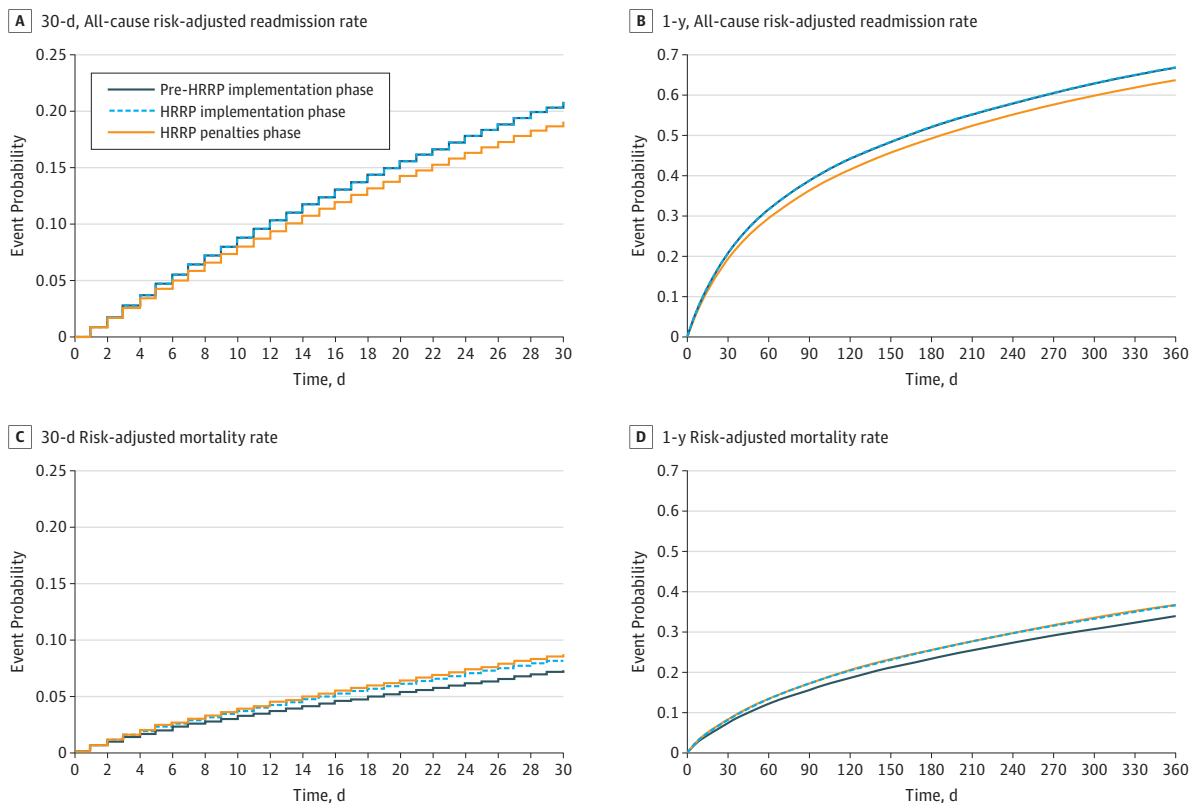 A 30-d, All-cause risk-adjusted readmission rate
0.25
0.20
0.15
0.10
0.05
0
Event Probability
Pre-HRRP implementation phase
HRRP implementation phase
HRRP penalties phase
0 2 4 6 8 10 12 14 16 18 20 22 24 26 28 30
Time, d
B 1-y, All-cause risk-adjusted readmission rate
0.7
0.6
0.5
0.4
0.3
0.2
0.1
0
Event Probability
0 30 60 90 120 150 180 210 240 270 300 330 360
Time, d
C 30-d Risk-adjusted mortality rate
0.25
0.20
0.15
0.10
0.05
0
Event Probability
0 2 4 6 8 10 12 14 16 18 20 22 24 26 28 30
Time, d
D 1-y Risk-adjusted mortality rate
0.7
0.6
0.5
0.4
0.3
0.2
0.1
0
Event Probability
0 30 60 90 120 150 180 210 240 270 300 330 360
Time, d